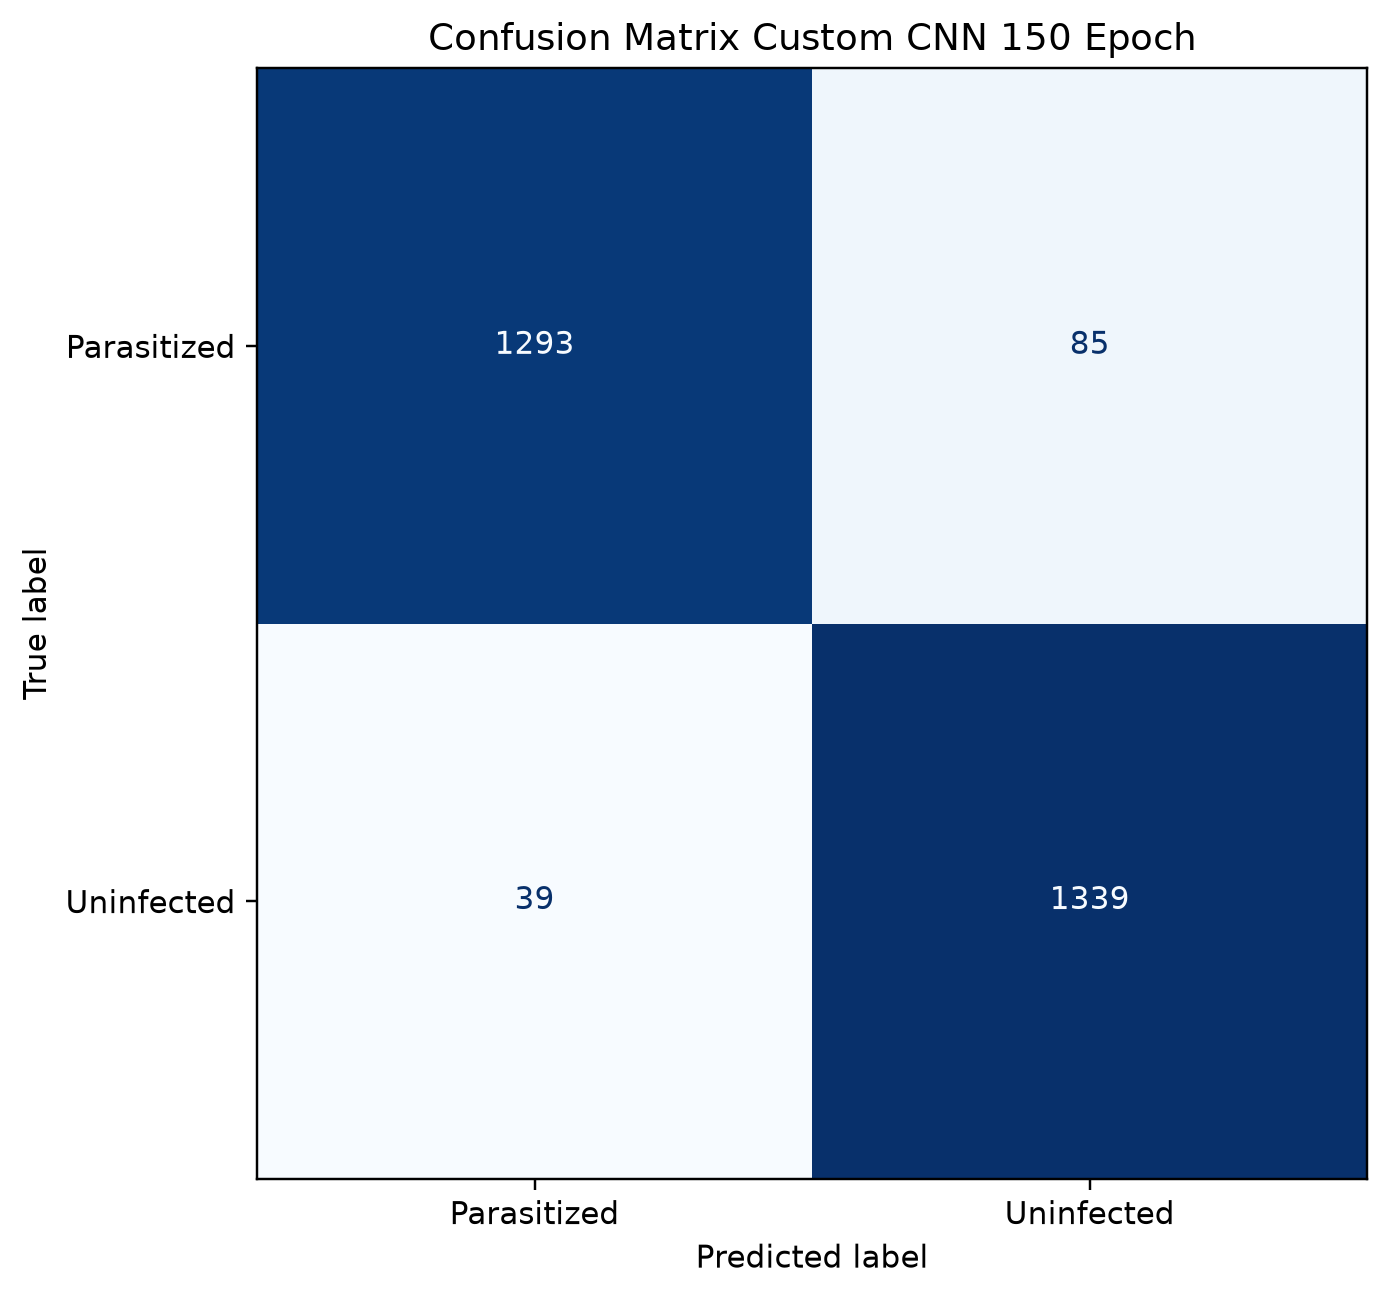 Confusion Matrix Custom CNN 150 Epoch
True label
Parasitized
1293
85
Uninfected
39
1339
Parasitized
Uninfected
Predicted label